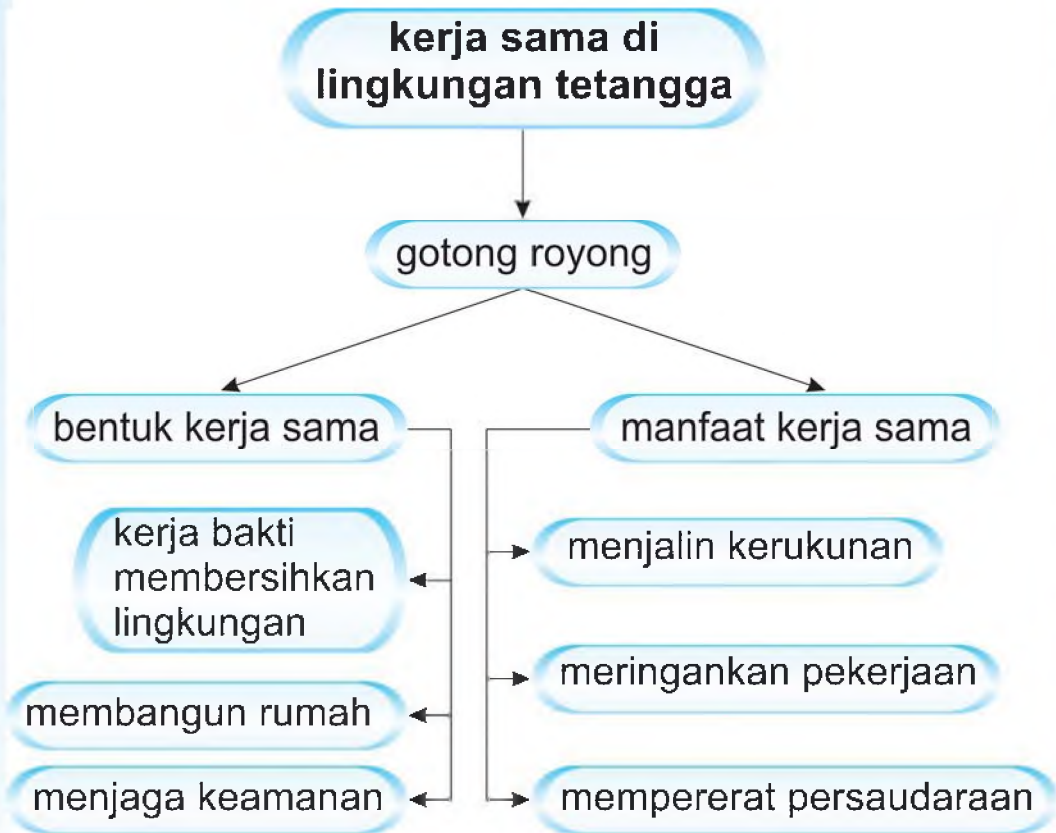 kerja sama di
lingkungan tetangga
gotong royong
bentuk kerja sama
kerja bakti
membersihkan
lingkungan
membangun rumah
menjaga keamanan
manfaat kerja sama
menjalin kerukunan
meringankan pekerjaan
mempererat persaudaraan